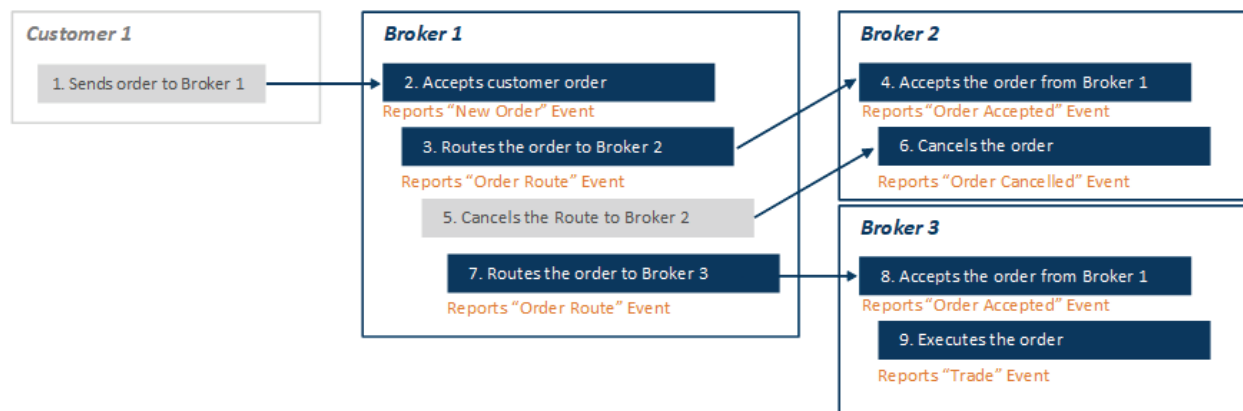 Customer 1
1. Sends order to Broker 1
Broker 1
2. Accepts customer order
Reports “New Order” Event
3. Routes the order to Broker 2
Reports “Order Route” Event
5. Cancels the Route to Broker 2
7. Routes the order to Broker 3
Reports “Order Route” Event
Broker 2
4. Accepts the order from Broker 1
Reports “Order Accepted” Event
6. Cancels the order
Reports “Order Cancelled” Event
Broker 3
8. Accepts the order from Broker 1
Reports “Order Accepted” Event
9. Executes the order
Reports “Trade” Event